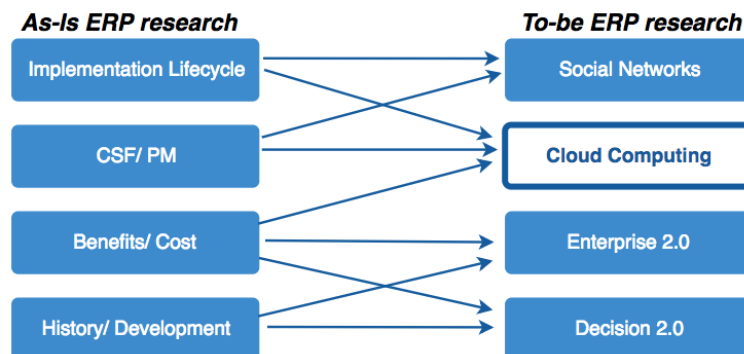 As-Is ERP research
To-be ERP research
Implementation Lifecycle
Social Networks
CSF/ PM
Cloud Computing
Benefits/ Cost
Enterprise 2.0
History/ Development
Decision 2.0